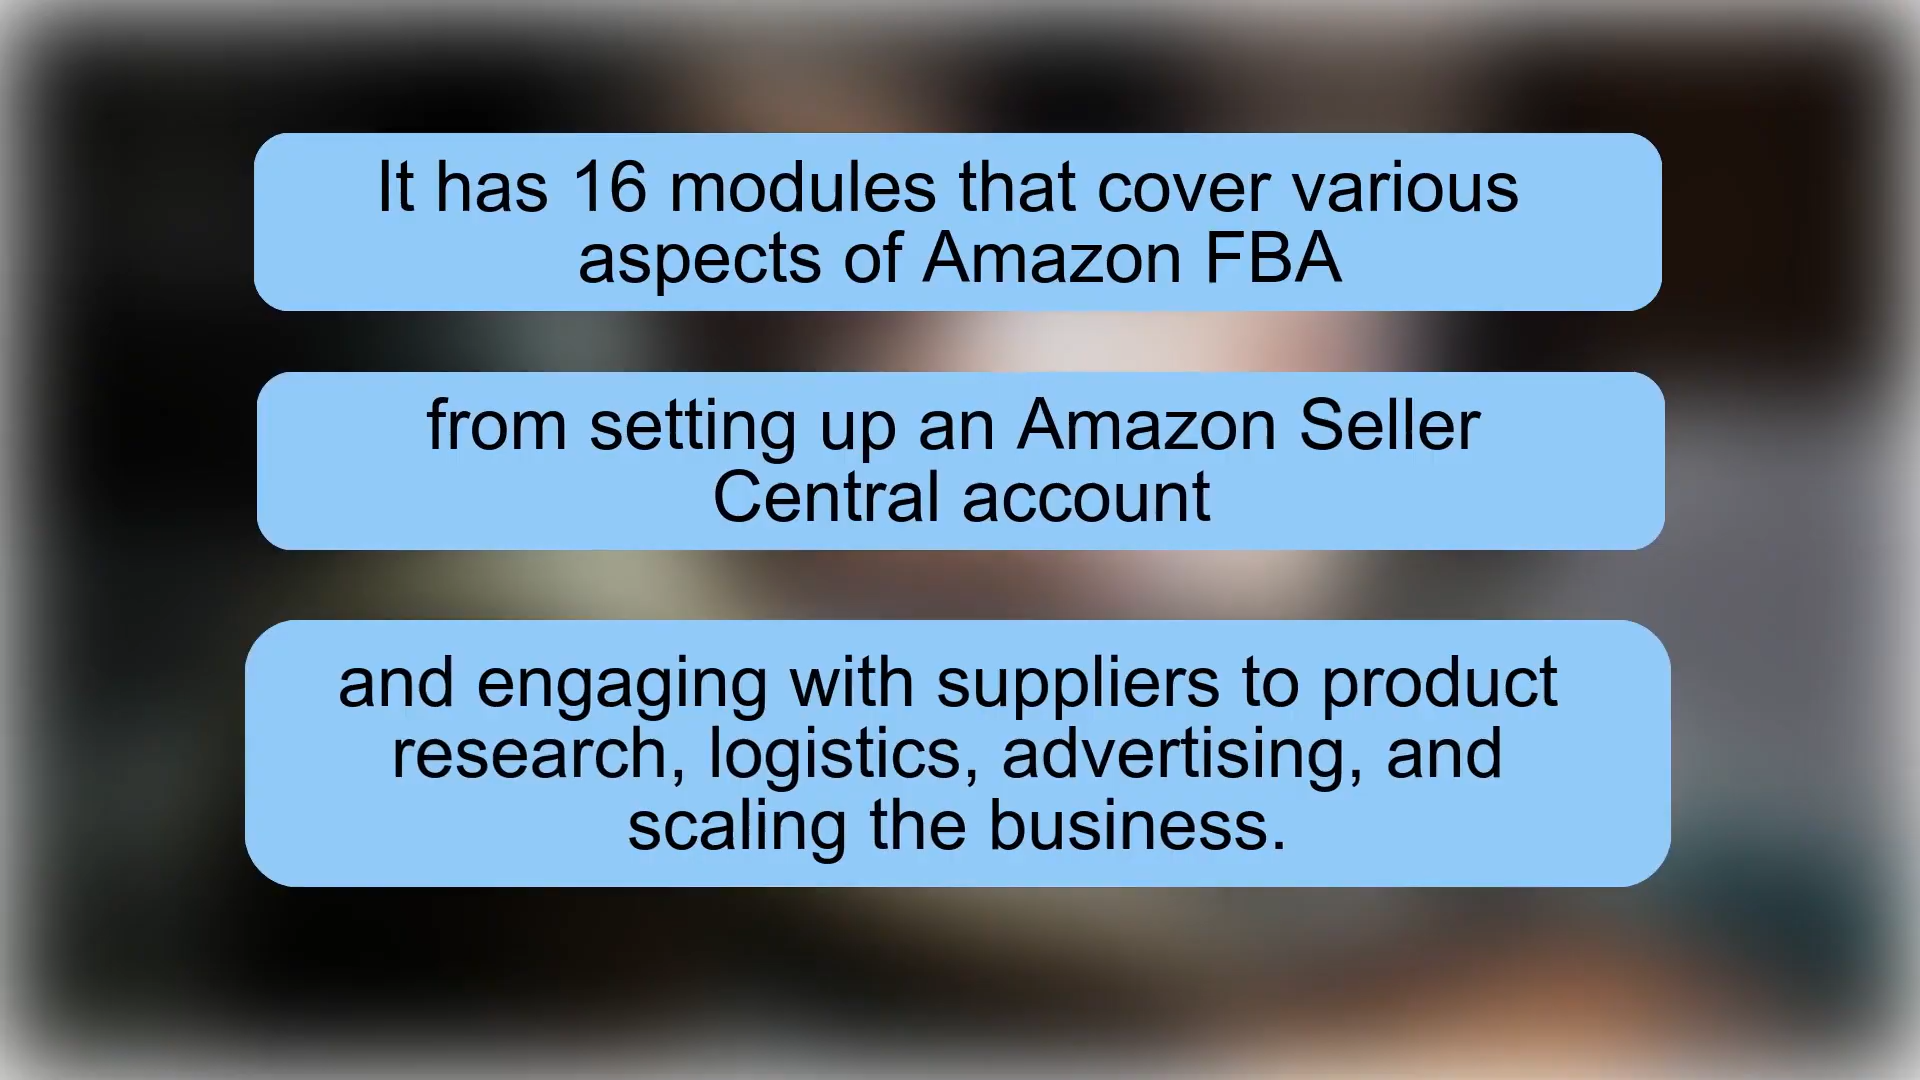 It has 16 modules that cover various
aspects of Amazon FBA
from setting up an Amazon Seller
Central account
and engaging with suppliers to product
research, logistics, advertising, and
scaling the business.